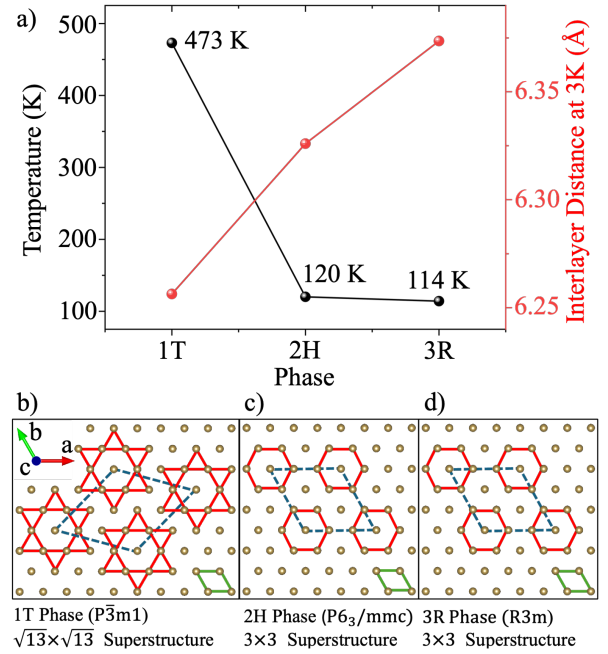 a)
500
400
300
200
100
Temperature (K)
473 K
120 K
114 K
6.35
6.30
6.25
Interlayer Distance at 3K (Å)
1T
2H
3R
Phase
b)
c)
d)
b
a
c
1T Phase (P3̅m1)
√13×√13 Superstructure
2H Phase (P6₃/mmc)
3×3 Superstructure
3R Phase (R3m)
3×3 Superstructure